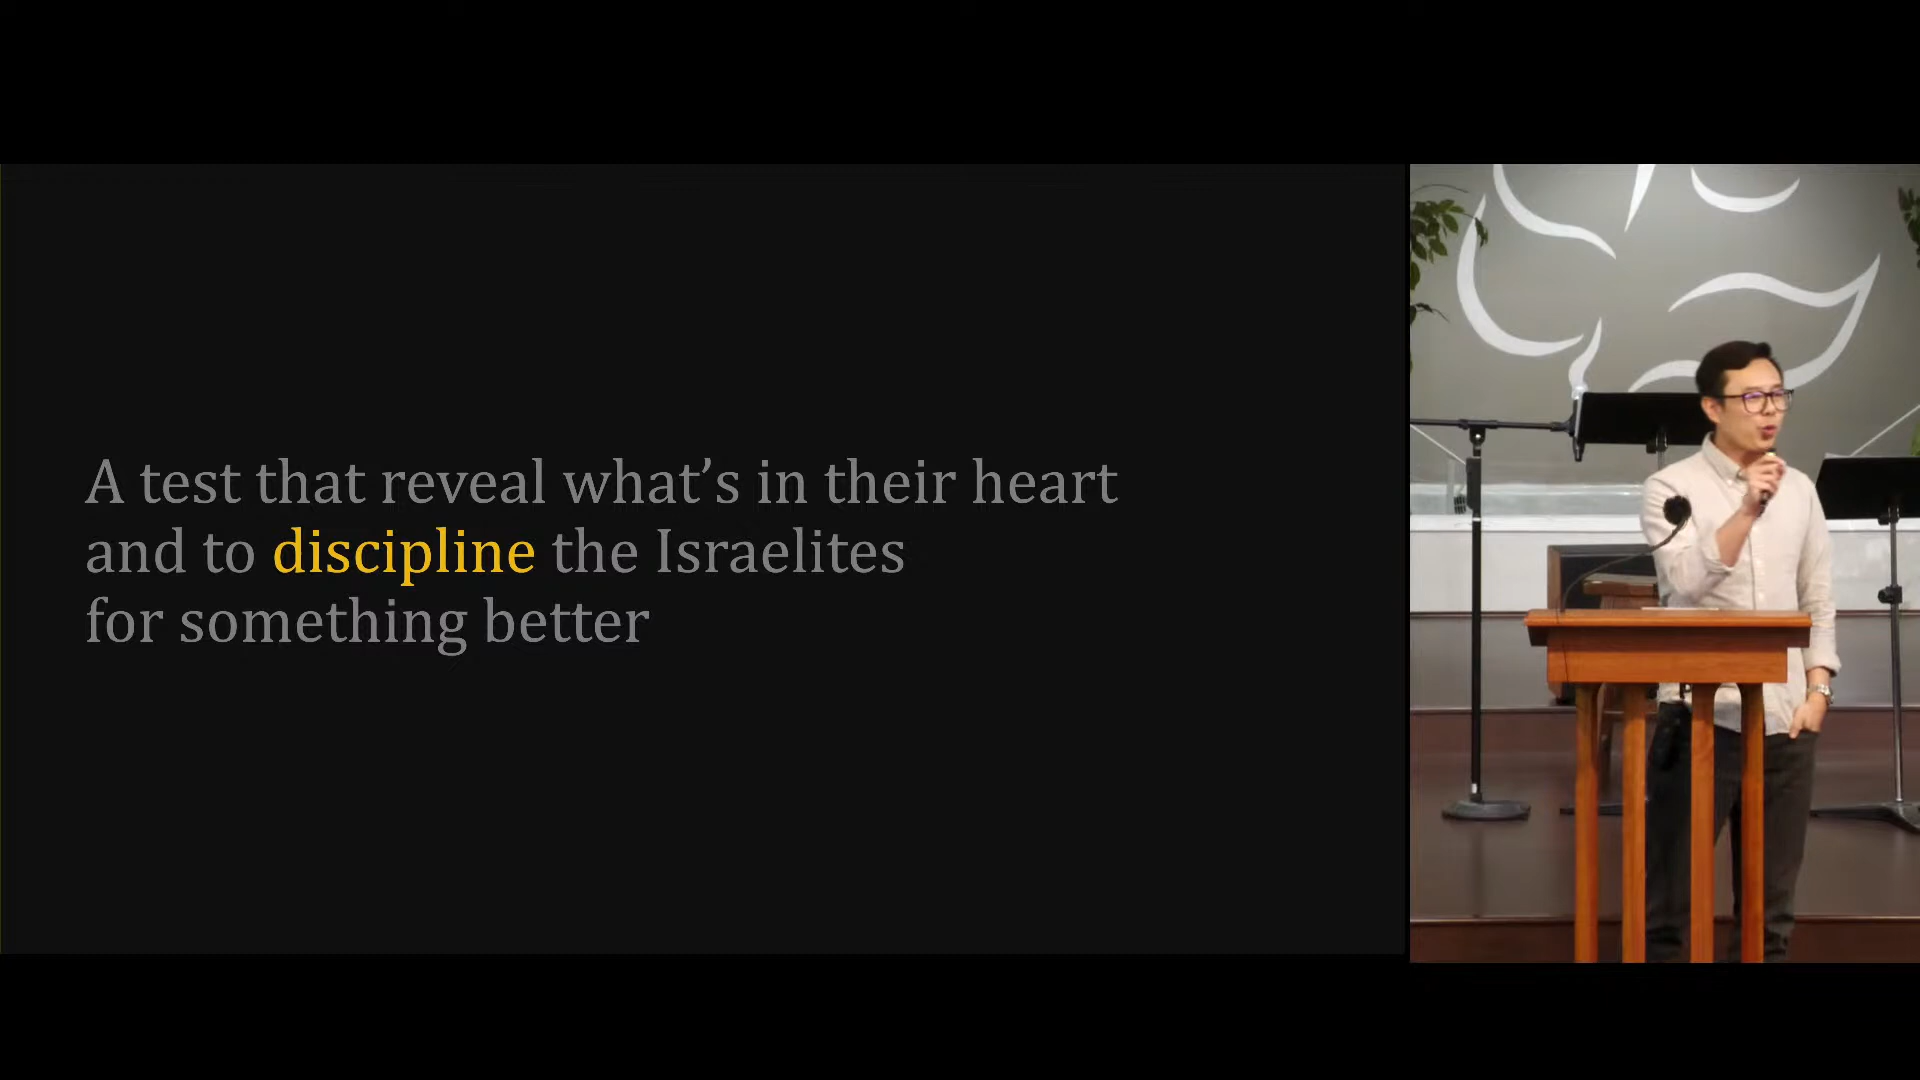 A test that reveal what’s in their heart
and to discipline the Israelites
for something better